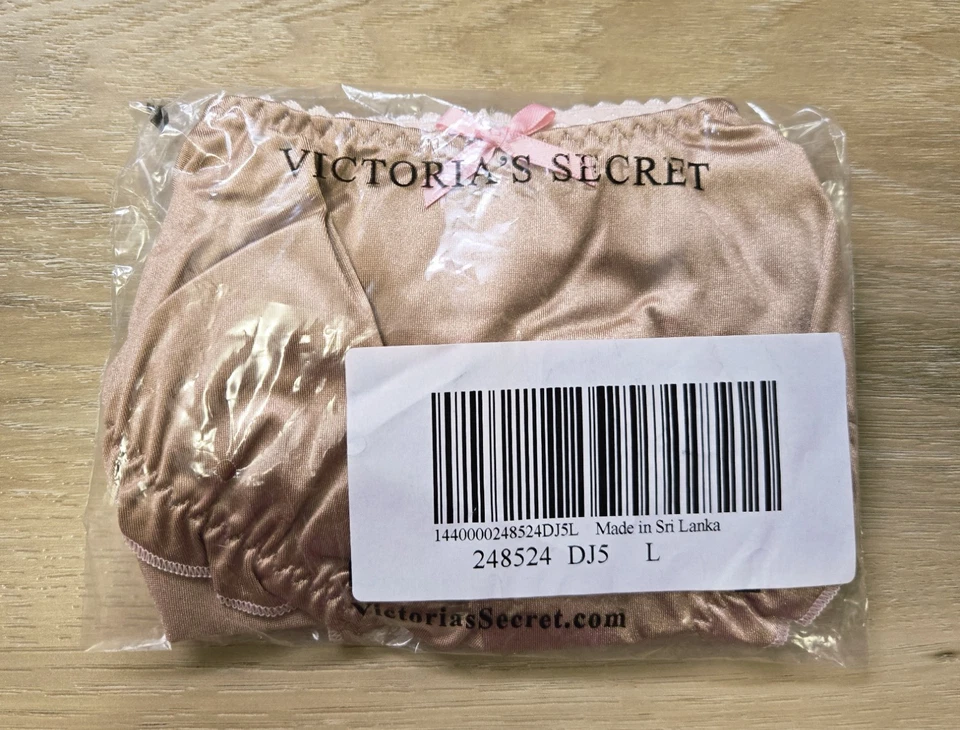 VICTORIA'S SECRET
1440000248524DJ5L Made in Sri Lanka
248524 DJ5 L
VictoriasSecret.com